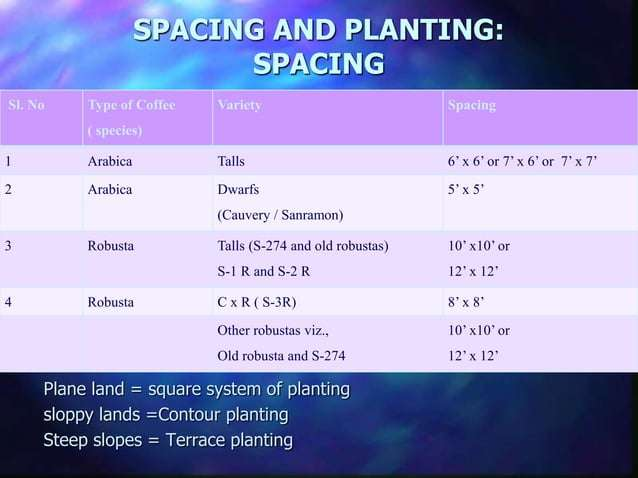 SPACING AND PLANTING:
SPACING
Sl. No Type of Coffee Variety Spacing
( species)
1 Arabica Talls 6’ x 6’ or 7’ x 6’ or 7’ x 7’
2 Arabica Dwarfs 5’ x 5’
(Cauvery / Sanramon)
3 Robusta Talls (S-274 and old robustas) 10’ x10’ or
S-1 R and S-2 R 12’ x 12’
4 Robusta C x R ( S-3R) 8’ x 8’
Other robustas viz., 10’ x10’ or
Old robusta and S-274 12’ x 12’
Plane land = square system of planting
sloppy lands =Contour planting
Steep slopes = Terrace planting